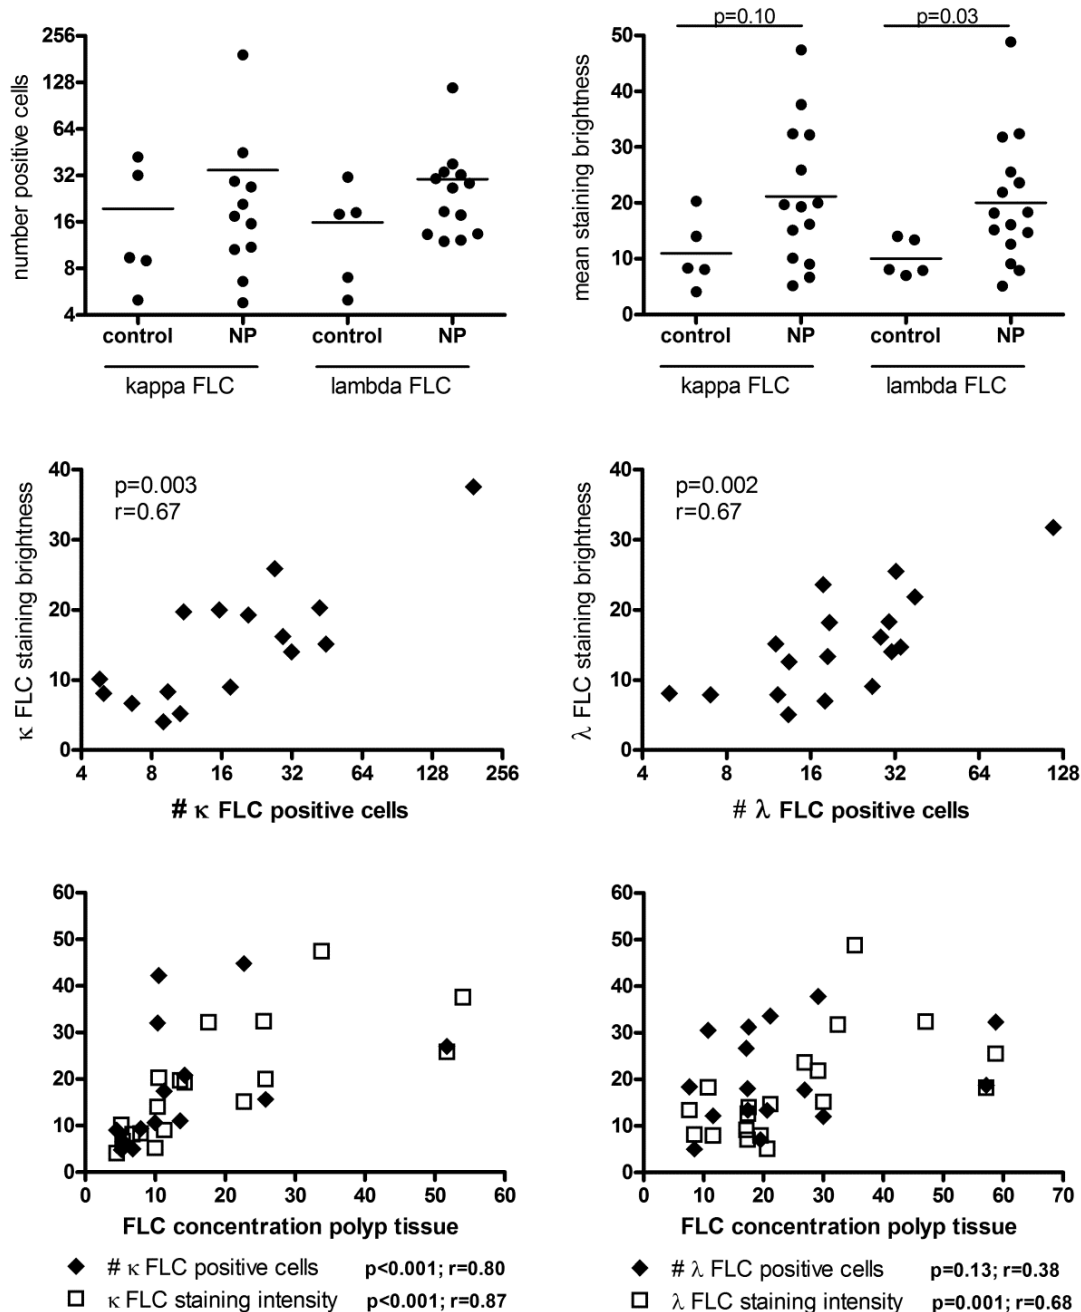 number positive cells
256
128
64
32
16
8
4
control NP control NP
kappa FLC lambda FLC
p=0.10 p=0.03
mean staining brightness
50
40
30
20
10
0
control NP control NP
kappa FLC lambda FLC
κ FLC staining brightness
p=0.003
r=0.67
40
30
20
10
0
4 8 16 32 64 128 256
# κ FLC positive cells
λ FLC staining brightness
p=0.002
r=0.67
40
30
20
10
0
4 8 16 32 64 128
# λ FLC positive cells
60
50
40
30
20
10
0
0 10 20 30 40 50 60
FLC concentration polyp tissue
# κ FLC positive cells p<0.001; r=0.80
κ FLC staining intensity p<0.001; r=0.87
60
50
40
30
20
10
0
0 10 20 30 40 50 60 70
FLC concentration polyp tissue
# λ FLC positive cells p=0.13; r=0.38
λ FLC staining intensity p=0.001; r=0.68